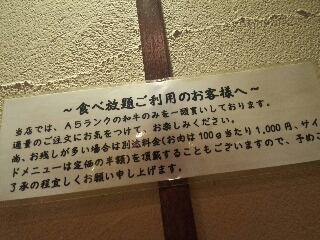 ～食べ放題ご利用のお客様へ～
当店では、A5ランクの和牛のみを一頭買いしております。
適量のご注文にお気をつけて、お楽しみください。
尚、お残しが多い場合は別途料金(お肉は100g当たり1,000円、サイ
ドメニューは定価の半額)を頂戴することもございますので、予めご
了承の程宜しくお願い申し上げます。